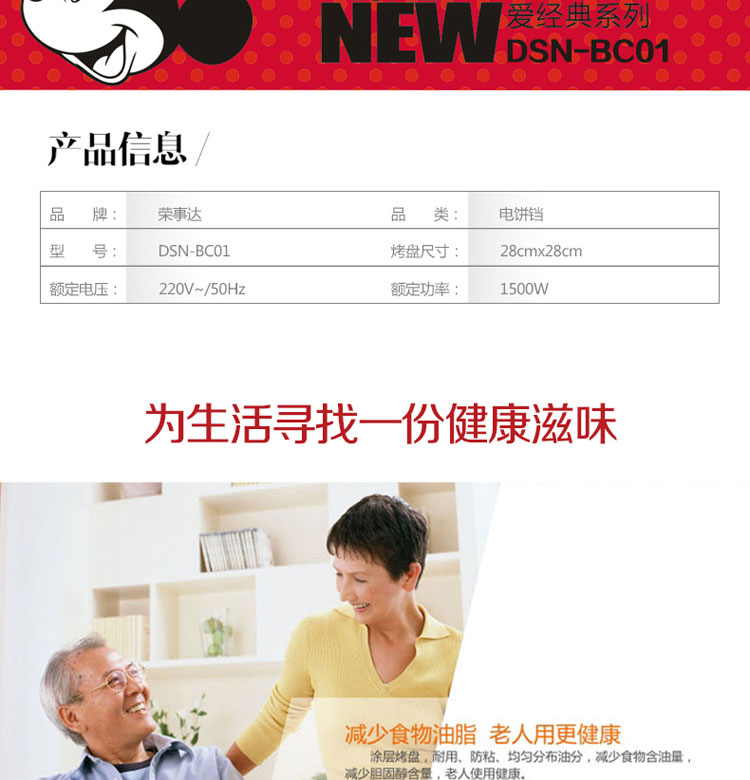 爱经典系列
NEW DSN-BC01
产品信息
品 牌： 荣事达 品 类： 电饼铛
型 号： DSN-BC01 烤盘尺寸： 28cmx28cm
额定电压： 220V~/50Hz 额定功率： 1500W
为生活寻找一份健康滋味
减少食物油脂 老人用更健康
涂层烤盘，耐用、防粘、均匀分布油分，减少食物含油量，
减少胆固醇含量，老人使用健康。